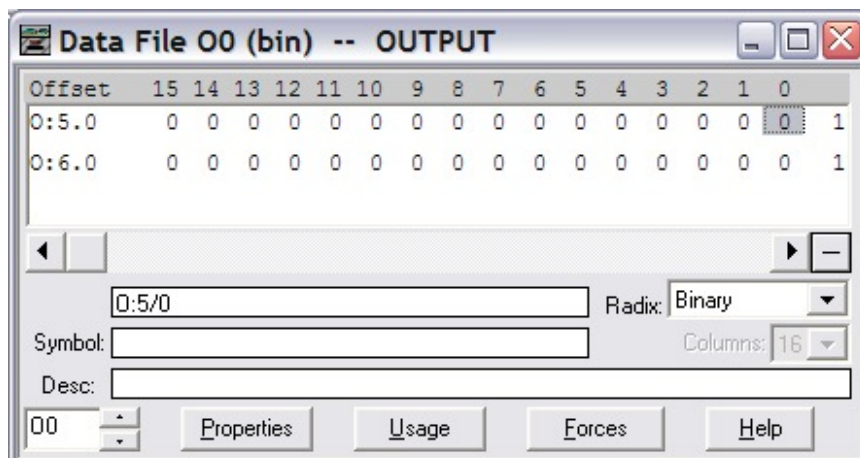 Data File O0 (bin) -- OUTPUT
Offset 15 14 13 12 11 10 9 8 7 6 5 4 3 2 1 0
O:5.0 0 0 0 0 0 0 0 0 0 0 0 0 0 0 0 0 1
O:6.0 0 0 0 0 0 0 0 0 0 0 0 0 0 0 0 0 1
O:5/0 Radix: Binary
Symbol: Columns: 16
Desc:
O0 Properties Usage Forces Help